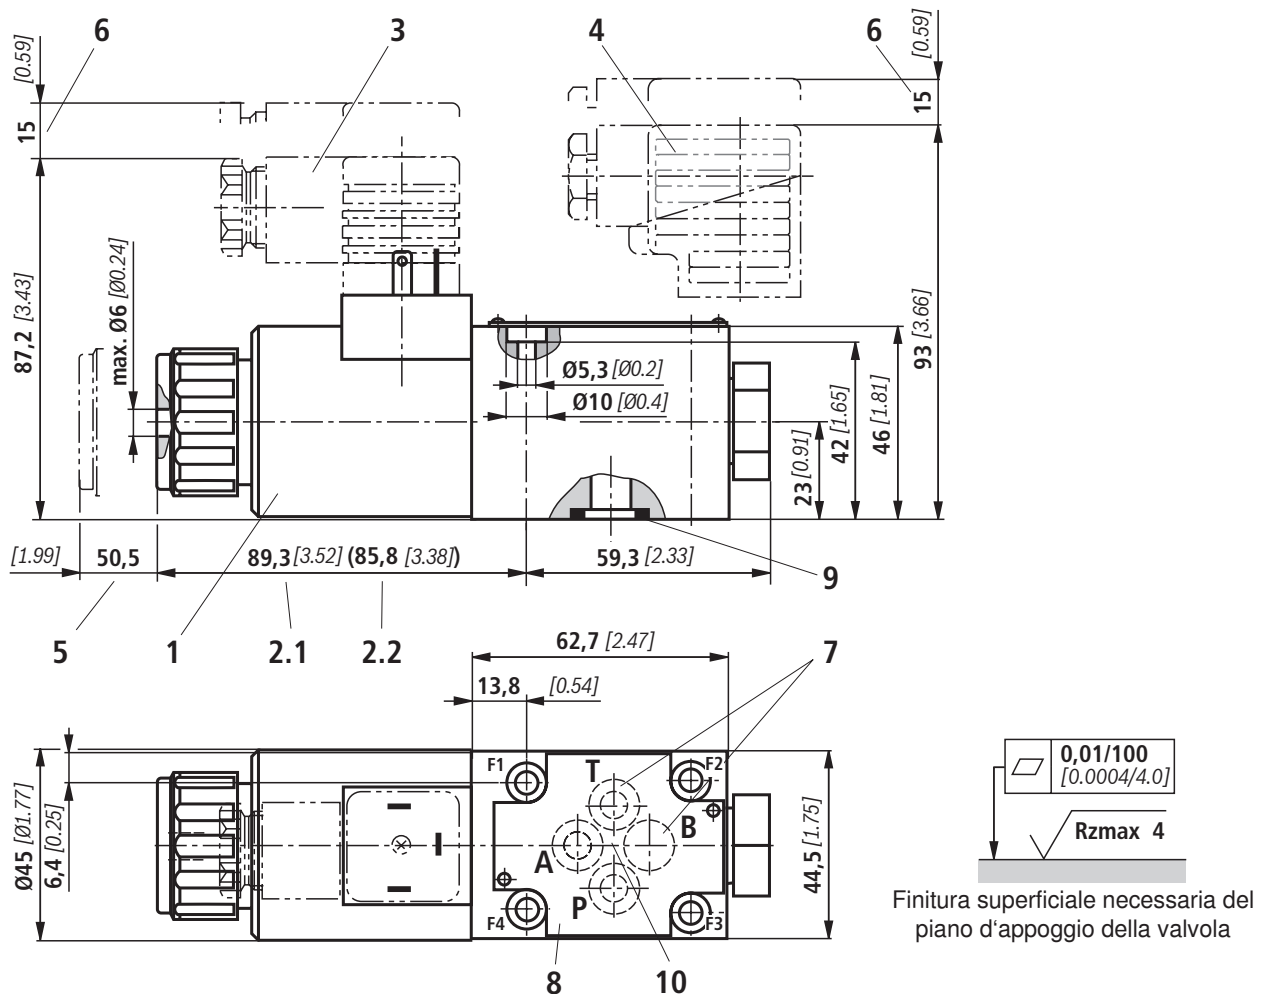 6
3
4
6
[0.59]
15
[0.59]
15
87,2 [3.43]
max. Ø6 [Ø0.24]
Ø5,3 [Ø0.2]
Ø10 [Ø0.4]
23 [0.91]
42 [1.65]
46 [1.81]
93 [3.66]
[1.99]
50,5
89,3 [3.52] (85,8 [3.38])
59,3 [2.33]
9
5
1
2.1
2.2
62,7 [2.47]
7
13,8 [0.54]
F1
T
F2
B
A
P
F4
F3
Ø45 [Ø1.77]
6,4 [0.25]
44,5 [1.75]
8
10
0,01/100
[0.0004/4.0]
Rzmax 4
Finitura superficiale necessaria del
piano d‘appoggio della valvola